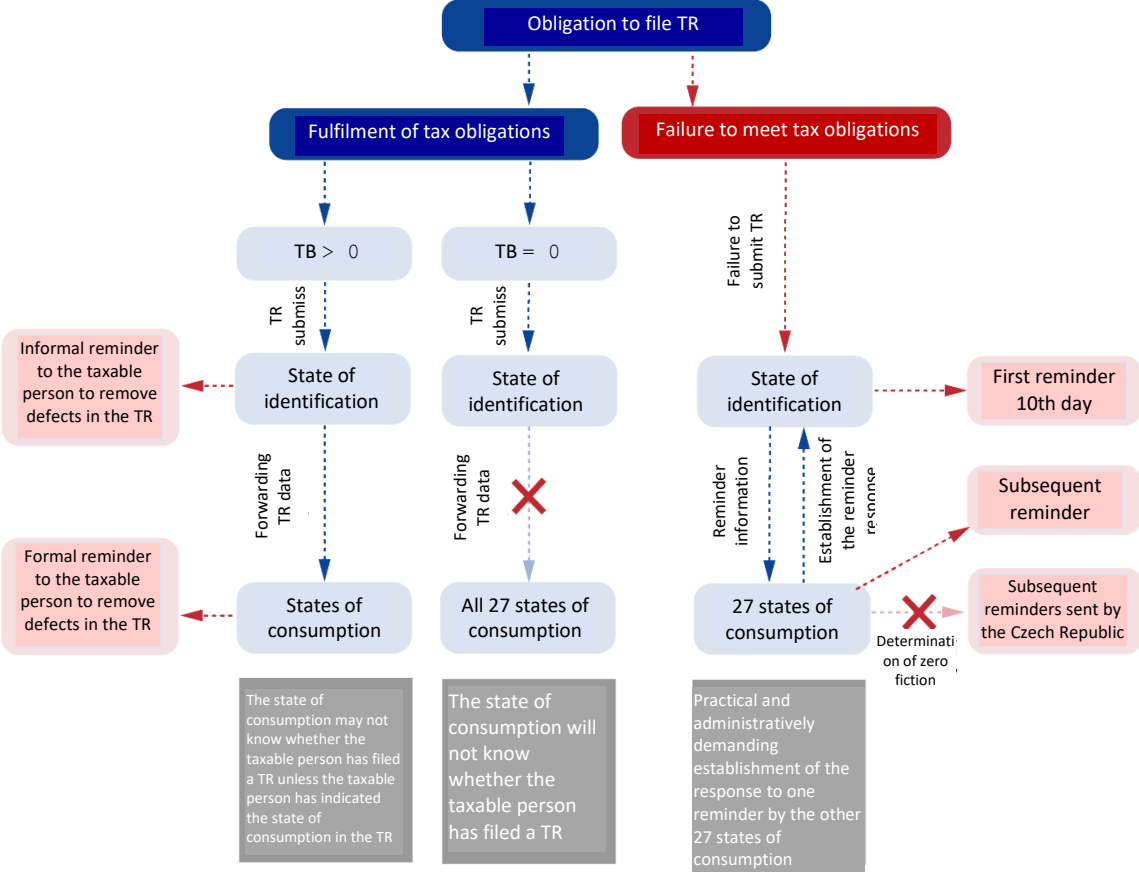 Obligation to file TR
Fulfilment of tax obligations
Failure to meet tax obligations
Failure to
submit TR
TB > 0
TB = 0
TR
submiss
TR
submiss
Informal reminder
to the taxable
person to remove
defects in the TR
State of
identification
State of
identification
State of
identification
First reminder
10th day
Forwarding
TR data
Forwarding
TR data
Reminder
information
Establishment of
the reminder
response
Subsequent
reminder
Formal reminder
to the taxable
person to remove
defects in the TR
States of
consumption
All 27 states of
consumption
27 states of
consumption
Determinati
on of zero
fiction
Subsequent
reminders sent by
the Czech Republic
The state of
consumption may not
know whether the
taxable person has filed
a TR unless the taxable
person has indicated
the state of
consumption in the TR
The state of
consumption will
not know
whether the
taxable person
has filed a TR
Practical and
administratively
demanding
establishment of the
response to one
reminder by the other
27 states of
consumption